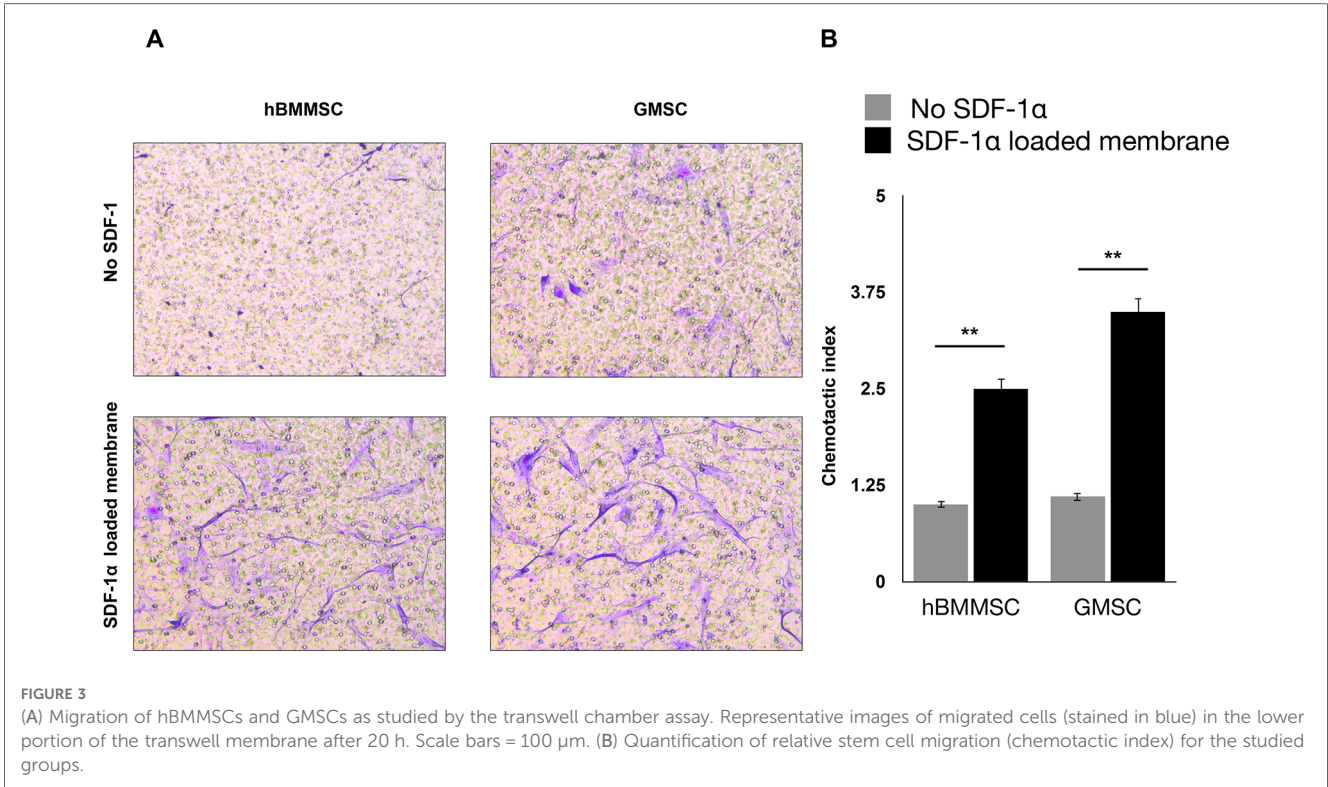 A
B
hBMMSC
GMSC
No SDF-1
SDF-1α loaded membrane
No SDF-1α
SDF-1α loaded membrane
Chemotactic index
5
3.75
2.5
1.25
0
**
**
hBMMSC
GMSC
FIGURE 3
(A) Migration of hBMMSCs and GMSCs as studied by the transwell chamber assay. Representative images of migrated cells (stained in blue) in the lower
portion of the transwell membrane after 20 h. Scale bars = 100 μm. (B) Quantification of relative stem cell migration (chemotactic index) for the studied
groups.